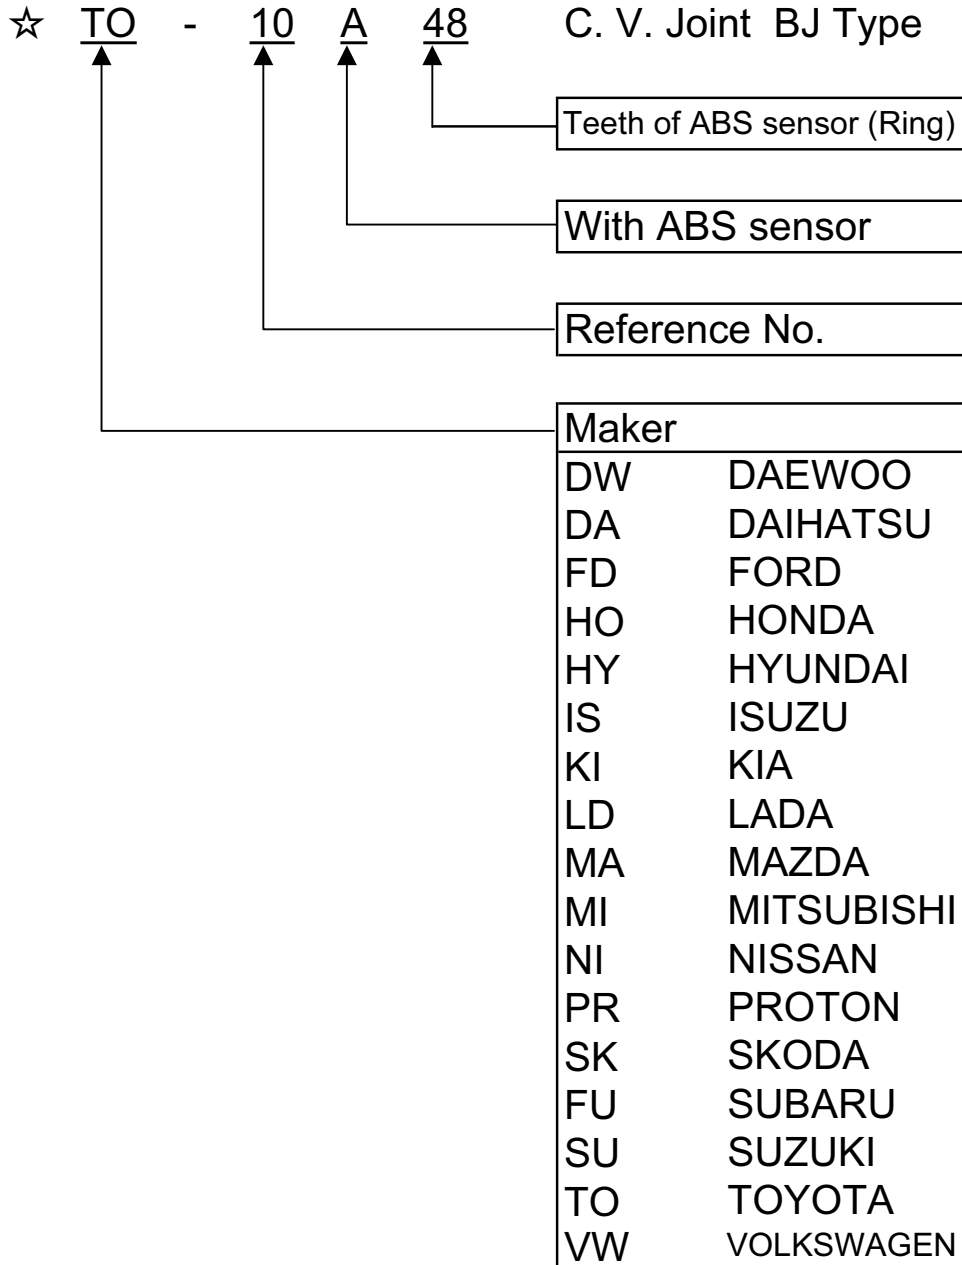 ☆ TO - 10 A 48 C. V. Joint BJ Type
Teeth of ABS sensor (Ring)
With ABS sensor
Reference No.
Maker
DW DAEWOO
DA DAIHATSU
FD FORD
HO HONDA
HY HYUNDAI
IS ISUZU
KI KIA
LD LADA
MA MAZDA
MI MITSUBISHI
NI NISSAN
PR PROTON
SK SKODA
FU SUBARU
SU SUZUKI
TO TOYOTA
VW VOLKSWAGEN